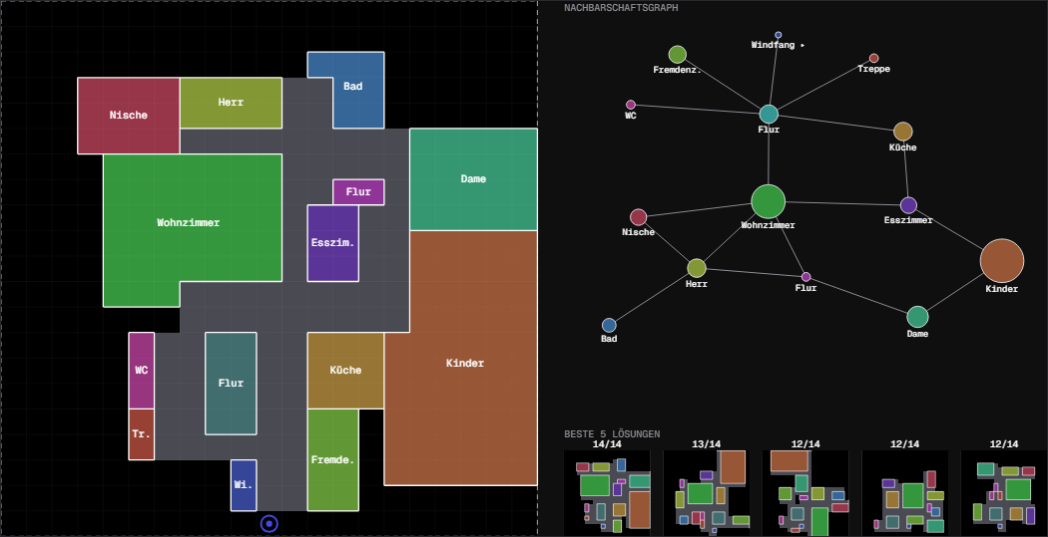 NACHBARSCHAFTSGRAPH
Bad
Nische
Herr
Dame
Flur
Wohnzimmer
Esszim.
WC
Flur
Küche
Kinder
Tr.
Fremde.
Wi.
Windfang ▸
Fremdenz.
Treppe
WC
Flur
Küche
Nische
Wohnzimmer
Esszimmer
Herr
Flur
Kinder
Bad
Dame
BESTE 5 LÖSUNGEN
14/14
13/14
12/14
12/14
12/14